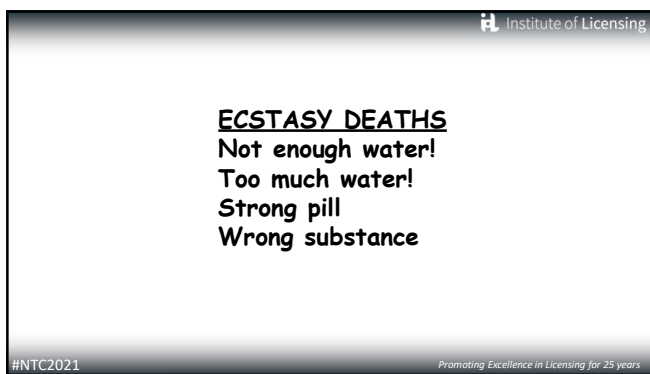 Institute of Licensing
ECSTASY DEATHS
Not enough water!
Too much water!
Strong pill
Wrong substance
#NTC2021
Promoting Excellence in Licensing for 25 years